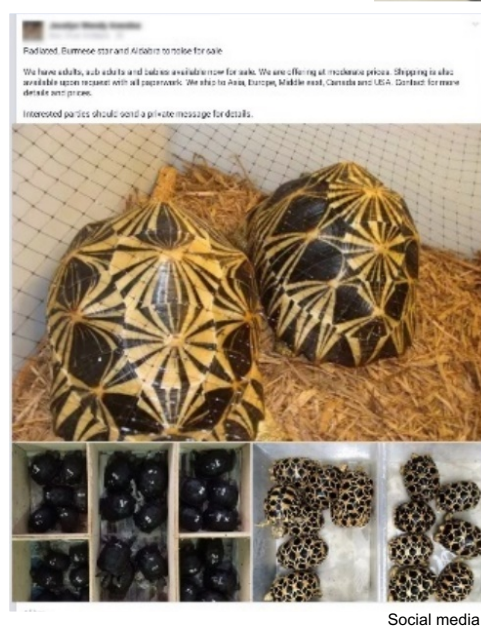 Radiated, Burmese star and Aldabra tortoise for sale
We have adults, sub adults and babies available now for sale. We are offering at moderate prices. Shipping is also
available upon request with all paperwork. We ship to Asia, Europe, Middle east, Canada and USA. Contact for more
details and prices.
Interested parties should send a private message for details.
Social media